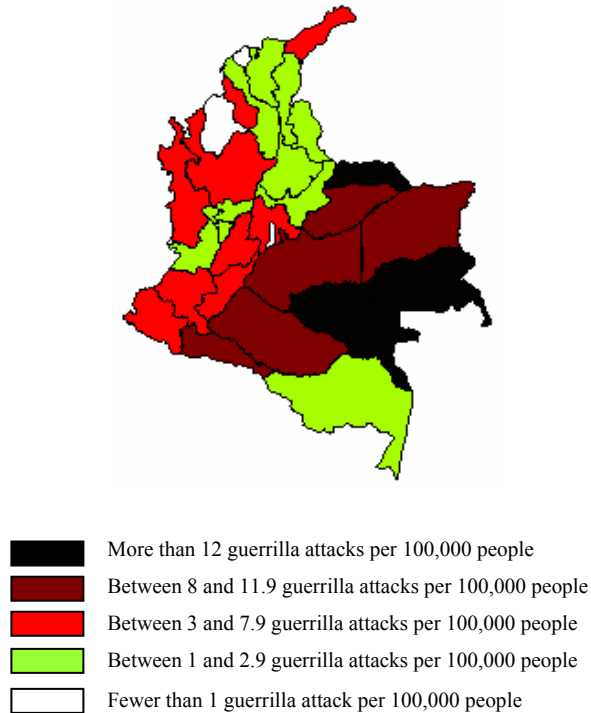 More than 12 guerrilla attacks per 100,000 people
Between 8 and 11.9 guerrilla attacks per 100,000 people
Between 3 and 7.9 guerrilla attacks per 100,000 people
Between 1 and 2.9 guerrilla attacks per 100,000 people
Fewer than 1 guerrilla attack per 100,000 people